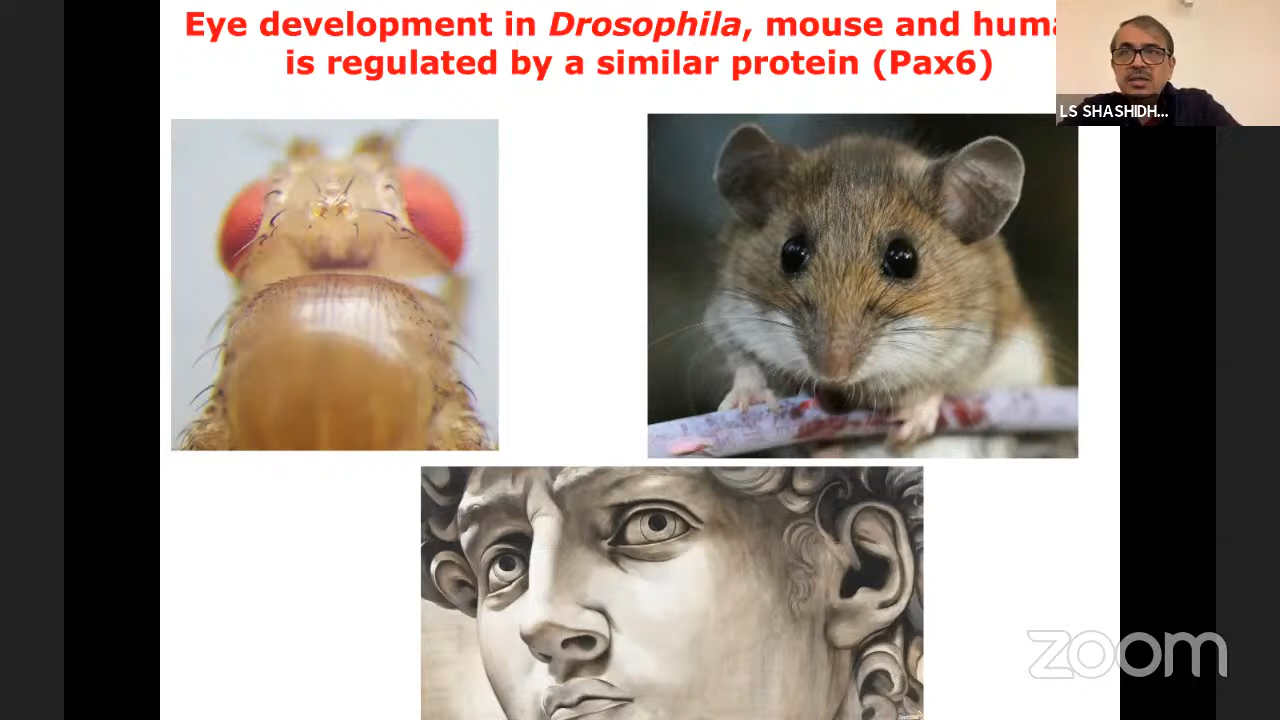 Eye development in Drosophila, mouse and huma
is regulated by a similar protein (Pax6)
LS SHASHIDH...
zoom